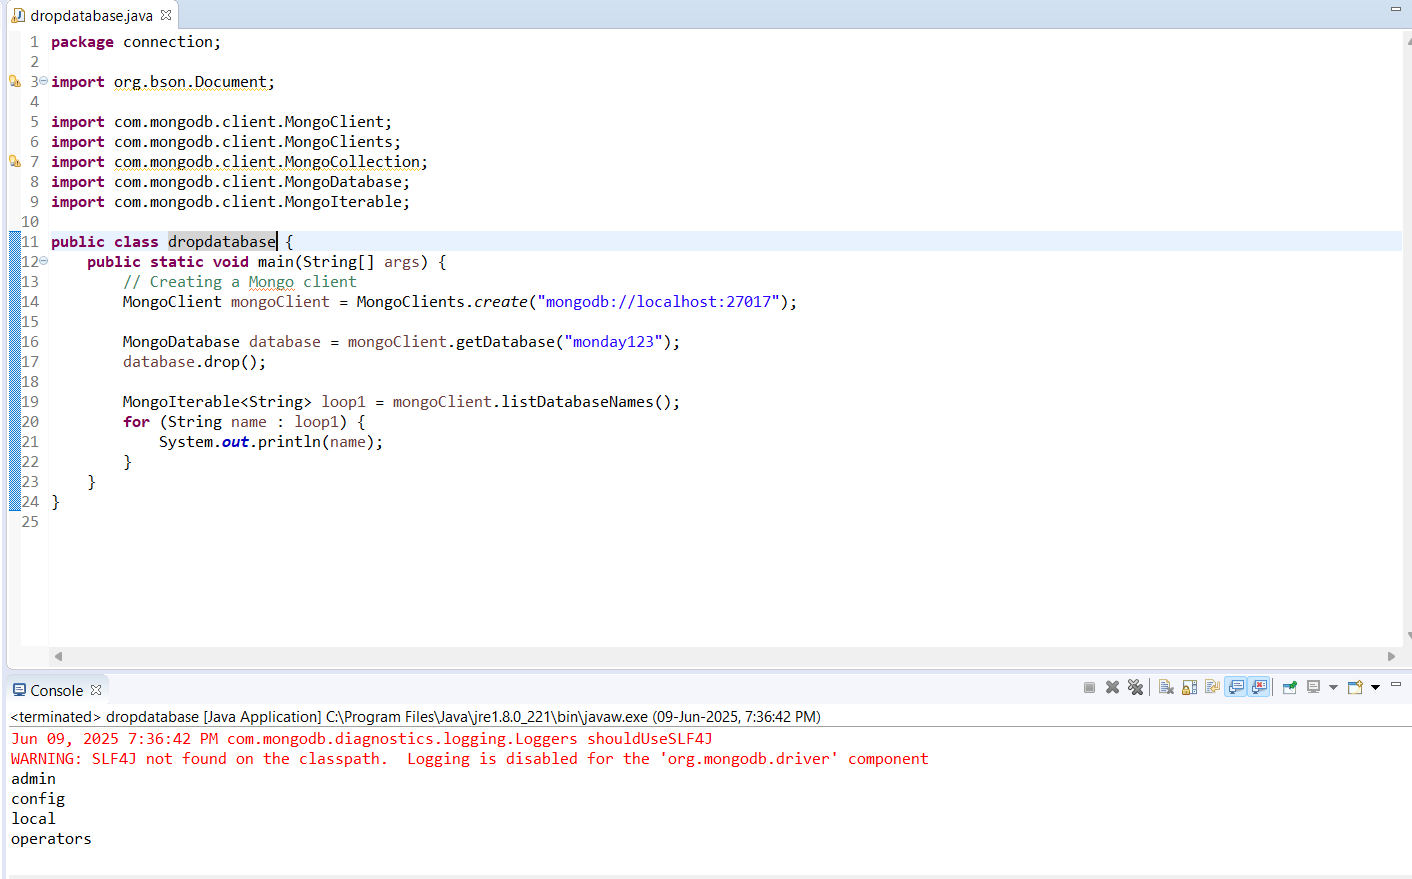 dropdatabase.java
1 package connection;
2
3 import org.bson.Document;
4
5 import com.mongodb.client.MongoClient;
6 import com.mongodb.client.MongoClients;
7 import com.mongodb.client.MongoCollection;
8 import com.mongodb.client.MongoDatabase;
9 import com.mongodb.client.MongoIterable;
10
11 public class dropdatabase {
12     public static void main(String[] args) {
13         // Creating a Mongo client
14         MongoClient mongoClient = MongoClients.create("mongodb://localhost:27017");
15
16         MongoDatabase database = mongoClient.getDatabase("monday123");
17         database.drop();
18
19         MongoIterable<String> loop1 = mongoClient.listDatabaseNames();
20         for (String name : loop1) {
21             System.out.println(name);
22         }
23     }
24 }
25
Console
<terminated> dropdatabase [Java Application] C:\Program Files\Java\jre1.8.0_221\bin\javaw.exe (09-Jun-2025, 7:36:42 PM)
Jun 09, 2025 7:36:42 PM com.mongodb.diagnostics.logging.Loggers shouldUseSLF4J
WARNING: SLF4J not found on the classpath.  Logging is disabled for the 'org.mongodb.driver' component
admin
config
local
operators